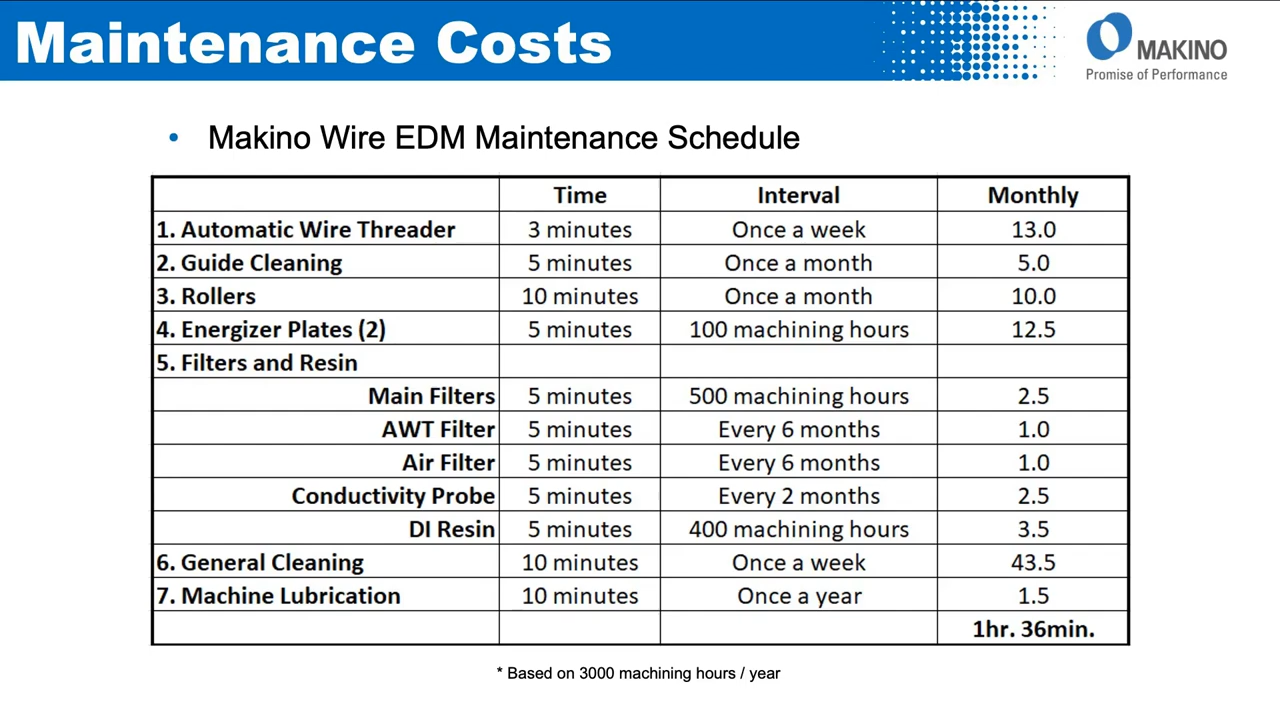 Maintenance Costs
MAKINO
Promise of Performance
• Makino Wire EDM Maintenance Schedule
Time Interval Monthly
1. Automatic Wire Threader 3 minutes Once a week 13.0
2. Guide Cleaning 5 minutes Once a month 5.0
3. Rollers 10 minutes Once a month 10.0
4. Energizer Plates (2) 5 minutes 100 machining hours 12.5
5. Filters and Resin
Main Filters 5 minutes 500 machining hours 2.5
AWT Filter 5 minutes Every 6 months 1.0
Air Filter 5 minutes Every 6 months 1.0
Conductivity Probe 5 minutes Every 2 months 2.5
DI Resin 5 minutes 400 machining hours 3.5
6. General Cleaning 10 minutes Once a week 43.5
7. Machine Lubrication 10 minutes Once a year 1.5
1hr. 36min.
* Based on 3000 machining hours / year